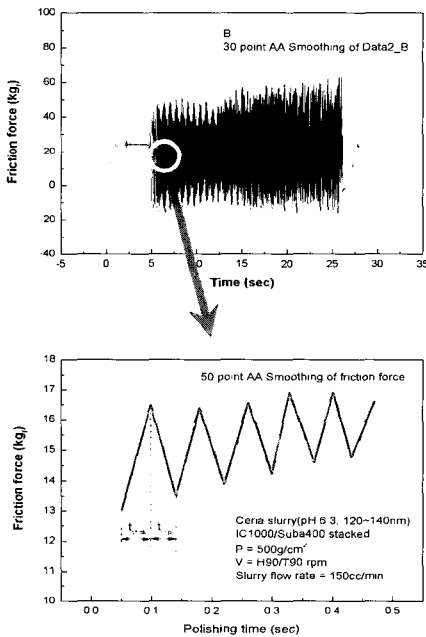 B
30 point AA Smoothing of Data2_B
Friction force (kgf)
100
80
60
40
20
0
-20
-40
-5 0 5 10 15 20 25 30 35
Time (sec)
50 point AA Smoothing of friction force
Friction force (kgf)
18
17
16
15
14
13
12
11
10
Ceria slurry(pH 6 3, 120~140nm)
IC1000/Suba400 stacked
P = 500g/cm²
V = H90/T90 rpm
Slurry flow rate = 150cc/min
0 0 0 1 0 2 0 3 0 4 0 5
Polishing time (sec)